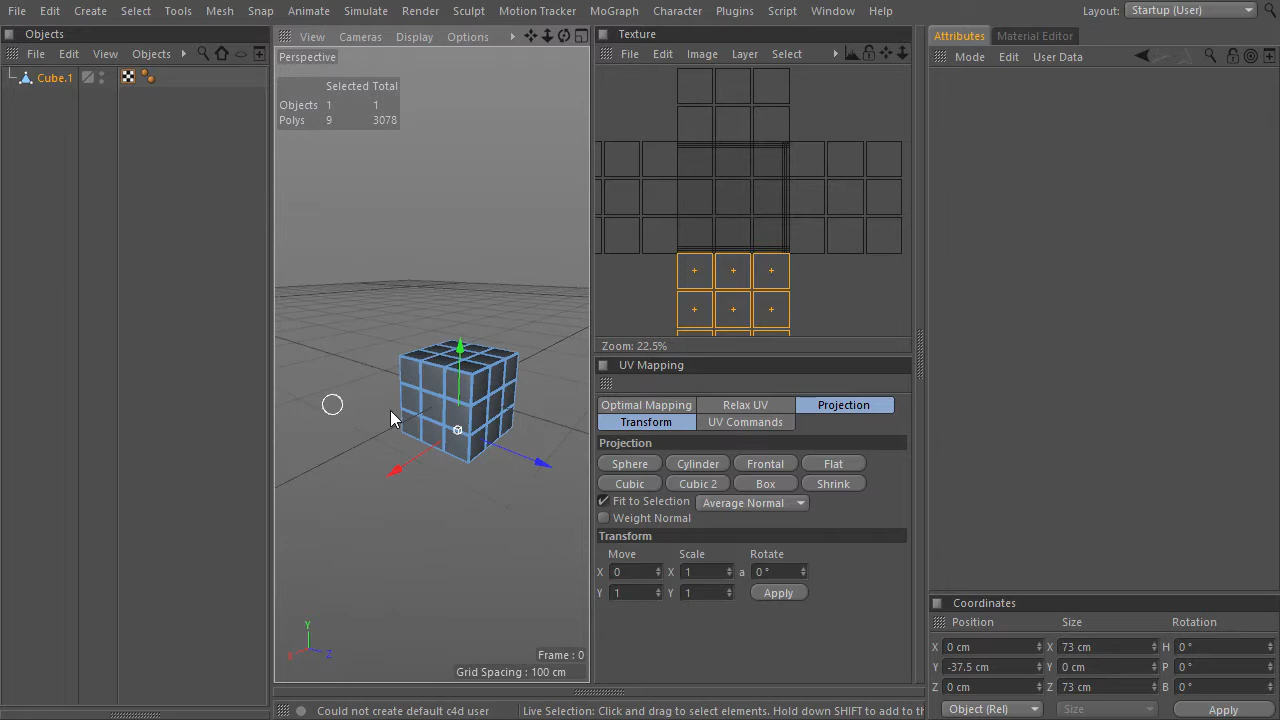 File Edit Create Select Tools Mesh Snap Animate Simulate Render Sculpt Motion Tracker MoGraph Character Plugins Script Window Help Layout: Startup (User)
Objects
File Edit View Objects
Cube.1
View Cameras Display Options
Perspective
Selected Total
Objects 1 1
Polys 9 3078
Y
X Z
Frame : 0
Grid Spacing : 100 cm
Texture
File Edit Image Layer Select
Zoom: 22.5%
UV Mapping
Optimal Mapping Relax UV Projection
Transform UV Commands
Projection
Sphere Cylinder Frontal Flat
Cubic Cubic 2 Box Shrink
Fit to Selection Average Normal
Weight Normal
Transform
Move Scale Rotate
X 0 X 1 a 0 °
Y 1 Y 1 Apply
Attributes Material Editor
Mode Edit User Data
Coordinates
Position Size Rotation
X 0 cm X 73 cm H 0 °
Y -37.5 cm Y 0 cm P 0 °
Z 0 cm Z 73 cm B 0 °
Object (Rel) Size Apply
Could not create default c4d user Live Selection: Click and drag to select elements. Hold down SHIFT to add to th